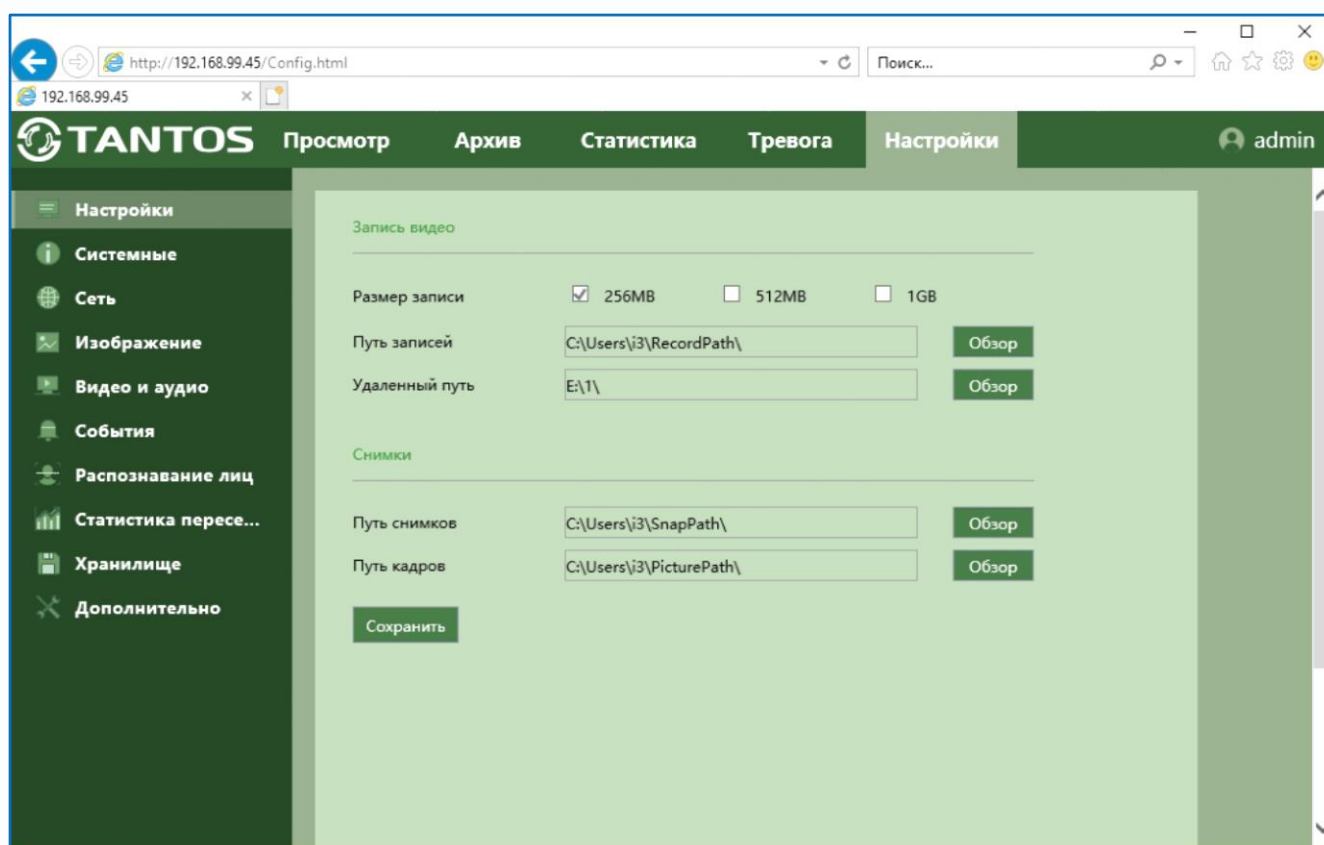 http://192.168.99.45/Config.html Поиск...
192.168.99.45
TANTOS Просмотр Архив Статистика Тревога Настройки admin
Настройки
Системные
Сеть
Изображение
Видео и аудио
События
Распознавание лиц
Статистика пересе...
Хранилище
Дополнительно
Запись видео
Размер записи 256MB 512MB 1GB
Путь записей C:\Users\i3\RecordPath\ Обзор
Удаленный путь E:\1\ Обзор
Снимки
Путь снимков C:\Users\i3\SnapPath\ Обзор
Путь кадров C:\Users\i3\PicturePath\ Обзор
Сохранить